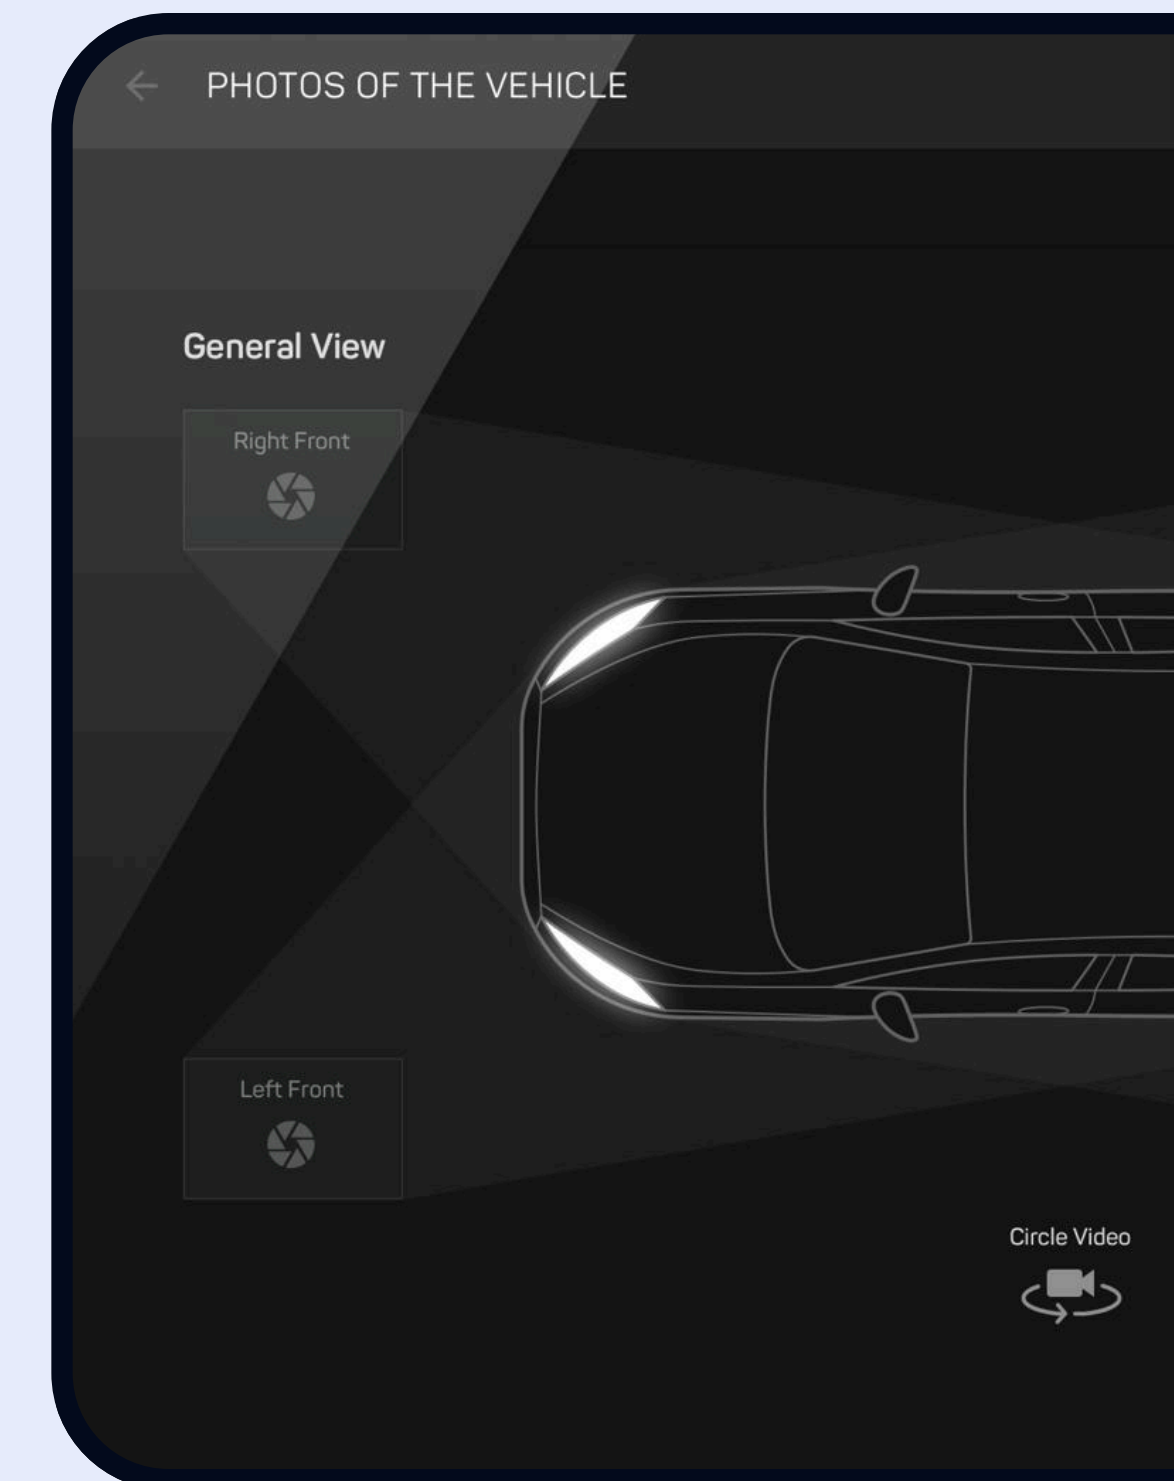 PHOTOS OF THE VEHICLE
General View
Right Front
Left Front
Circle Video